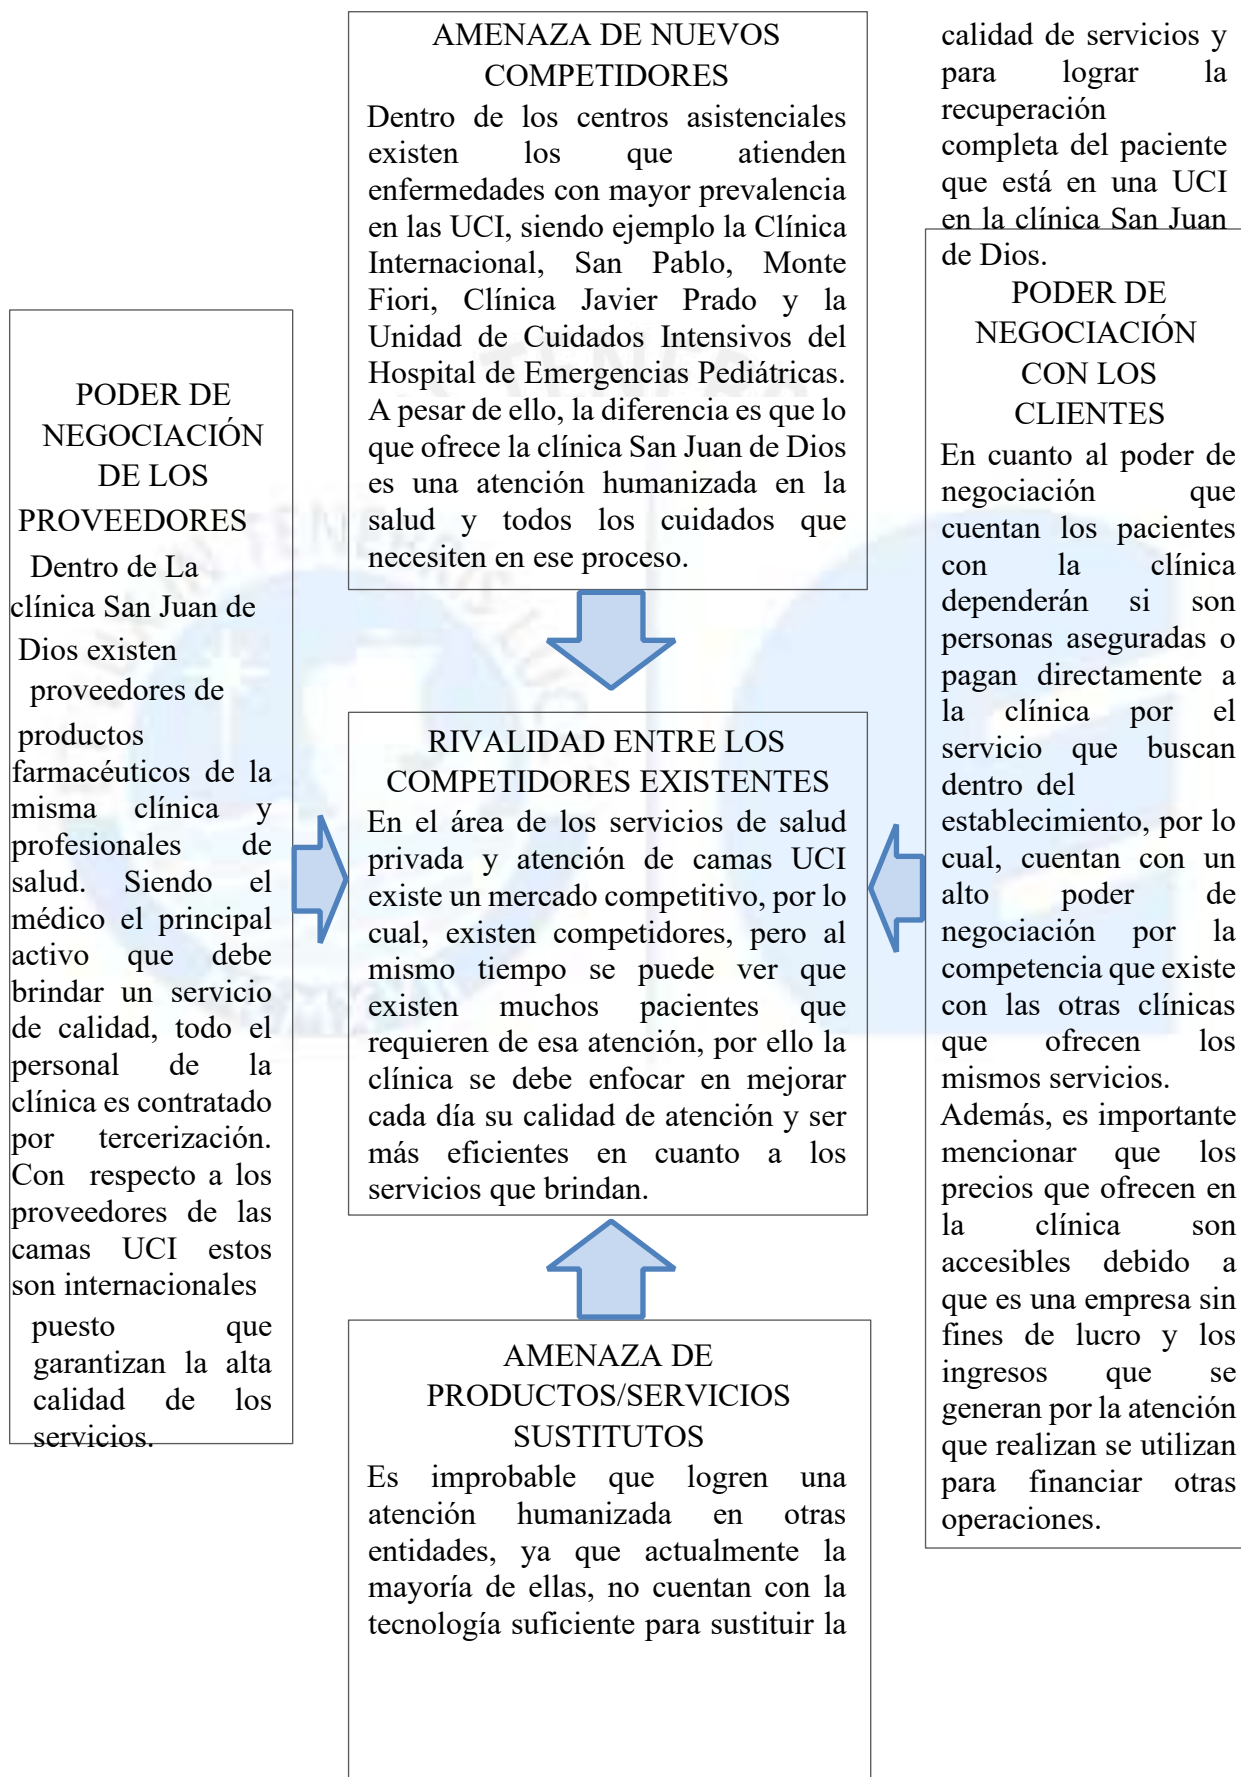 AMENAZA DE NUEVOS
COMPETIDORES
Dentro de los centros asistenciales
existen los que atienden
enfermedades con mayor prevalencia
en las UCI, siendo ejemplo la Clínica
Internacional, San Pablo, Monte
Fiori, Clínica Javier Prado y la
Unidad de Cuidados Intensivos del
Hospital de Emergencias Pediátricas.
A pesar de ello, la diferencia es que lo
que ofrece la clínica San Juan de Dios
es una atención humanizada en la
salud y todos los cuidados que
necesiten en ese proceso.
PODER DE
NEGOCIACIÓN
DE LOS
PROVEEDORES
Dentro de La
clínica San Juan de
Dios existen
proveedores de
productos
farmacéuticos de la
misma clínica y
profesionales de
salud. Siendo el
médico el principal
activo que debe
brindar un servicio
de calidad, todo el
personal de la
clínica es contratado
por tercerización.
Con respecto a los
proveedores de las
camas UCI estos
son internacionales
puesto que
garantizan la alta
calidad de los
servicios.
RIVALIDAD ENTRE LOS
COMPETIDORES EXISTENTES
En el área de los servicios de salud
privada y atención de camas UCI
existe un mercado competitivo, por lo
cual, existen competidores, pero al
mismo tiempo se puede ver que
existen muchos pacientes que
requieren de esa atención, por ello la
clínica se debe enfocar en mejorar
cada día su calidad de atención y ser
más eficientes en cuanto a los
servicios que brindan.
AMENAZA DE
PRODUCTOS/SERVICIOS
SUSTITUTOS
Es improbable que logren una
atención humanizada en otras
entidades, ya que actualmente la
mayoría de ellas, no cuentan con la
tecnología suficiente para sustituir la
calidad de servicios y
para lograr la
recuperación
completa del paciente
que está en una UCI
en la clínica San Juan
de Dios.
PODER DE
NEGOCIACIÓN
CON LOS
CLIENTES
En cuanto al poder de
negociación que
cuentan los pacientes
con la clínica
dependerán si son
personas aseguradas o
pagan directamente a
la clínica por el
servicio que buscan
dentro del
establecimiento, por lo
cual, cuentan con un
alto poder de
negociación por la
competencia que existe
con las otras clínicas
que ofrecen los
mismos servicios.
Además, es importante
mencionar que los
precios que ofrecen en
la clínica son
accesibles debido a
que es una empresa sin
fines de lucro y los
ingresos que se
generan por la atención
que realizan se utilizan
para financiar otras
operaciones.